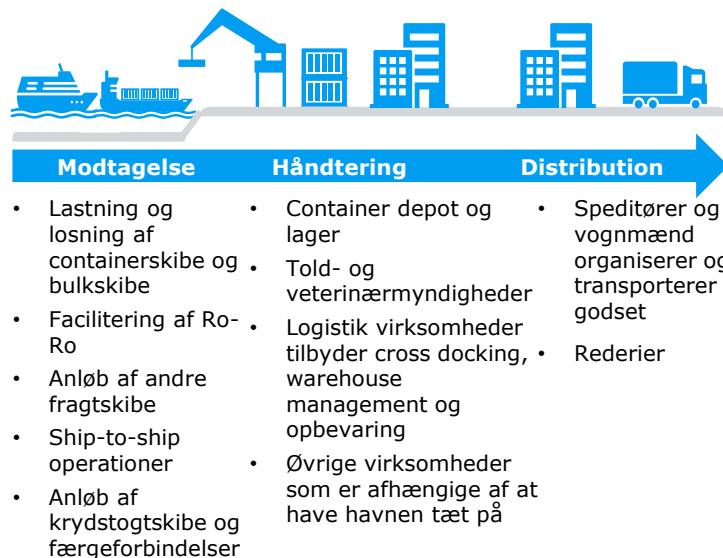 Modtagelse
Håndtering
Distribution
• Lastning og
losning af
containerskibe og
bulkskibe
• Facilitering af Ro-
Ro
• Anløb af andre
fragtskibe
• Ship-to-ship
operationer
• Anløb af
krydstogtskibe og
færgeforbindelser
• Container depot og
lager
• Told- og
veterinærmyndigheder
• Logistik virksomheder
tilbyder cross docking,
warehouse
management og
opbevaring
• Øvrige virksomheder
som er afhængige af at
have havnen tæt på
• Speditører og
vognmænd
organiserer og
transporterer
godset
• Rederier